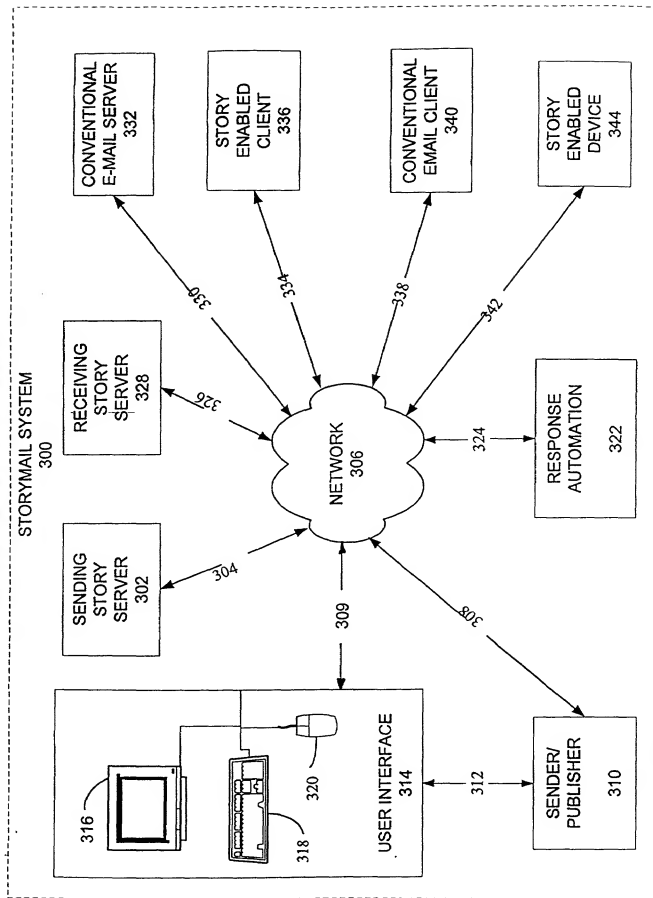 STORYMAIL SYSTEM
300
SENDING
STORY
SERVER
302
RECEIVING
STORY
SERVER
328
CONVENTIONAL
E-MAIL SERVER
332
STORY
ENABLED
CLIENT
336
CONVENTIONAL
EMAIL CLIENT
340
STORY
ENABLED
DEVICE
344
304
326
330
334
338
342
NETWORK
306
309
308
324
316
318
320
USER INTERFACE
314
312
SENDER/
PUBLISHER
310
RESPONSE
AUTOMATION
322